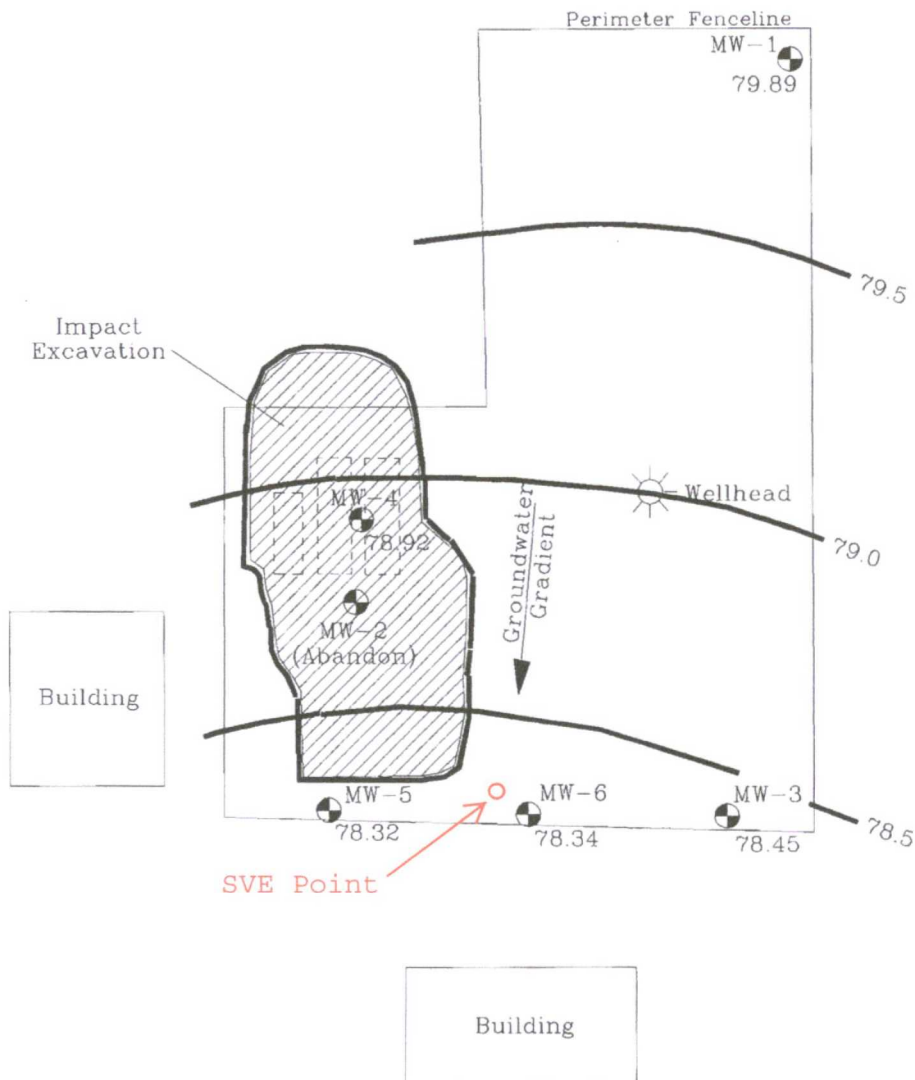 Perimeter Fenceline
MW-1
79.89
79.5
Impact
Excavation
MW-4
78.92
Wellhead
79.0
Groundwater
Gradient
MW-2
(Abandon)
Building
MW-5
78.32
MW-6
78.34
MW-3
78.45
78.5
SVE Point
Building